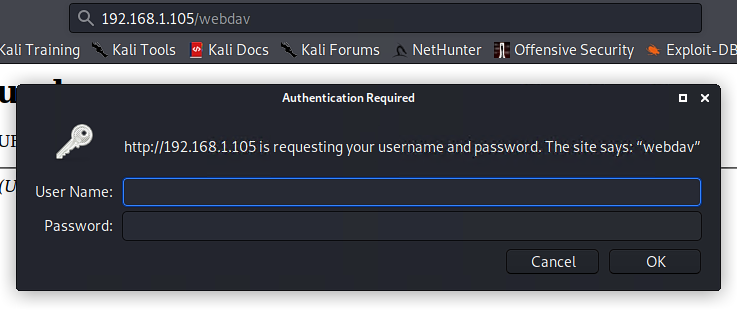 192.168.1.105/webdav
Kali Training Kali Tools Kali Docs Kali Forums NetHunter Offensive Security Exploit-DB
Authentication Required
http://192.168.1.105 is requesting your username and password. The site says: “webdav”
User Name:
Password:
Cancel OK
(U